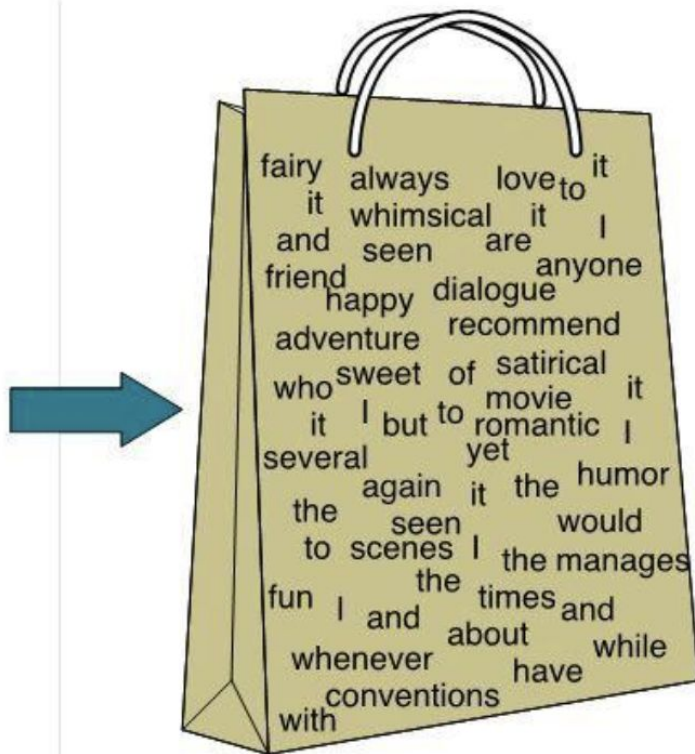 fairy always love to it
it whimsical it I
and seen are
friend anyone
happy dialogue
adventure recommend
who sweet of satirical
it I but to movie it
romantic I
several yet
again it the humor
the seen would
to scenes I the manages
fun I and the times and
about while
whenever have
conventions
with